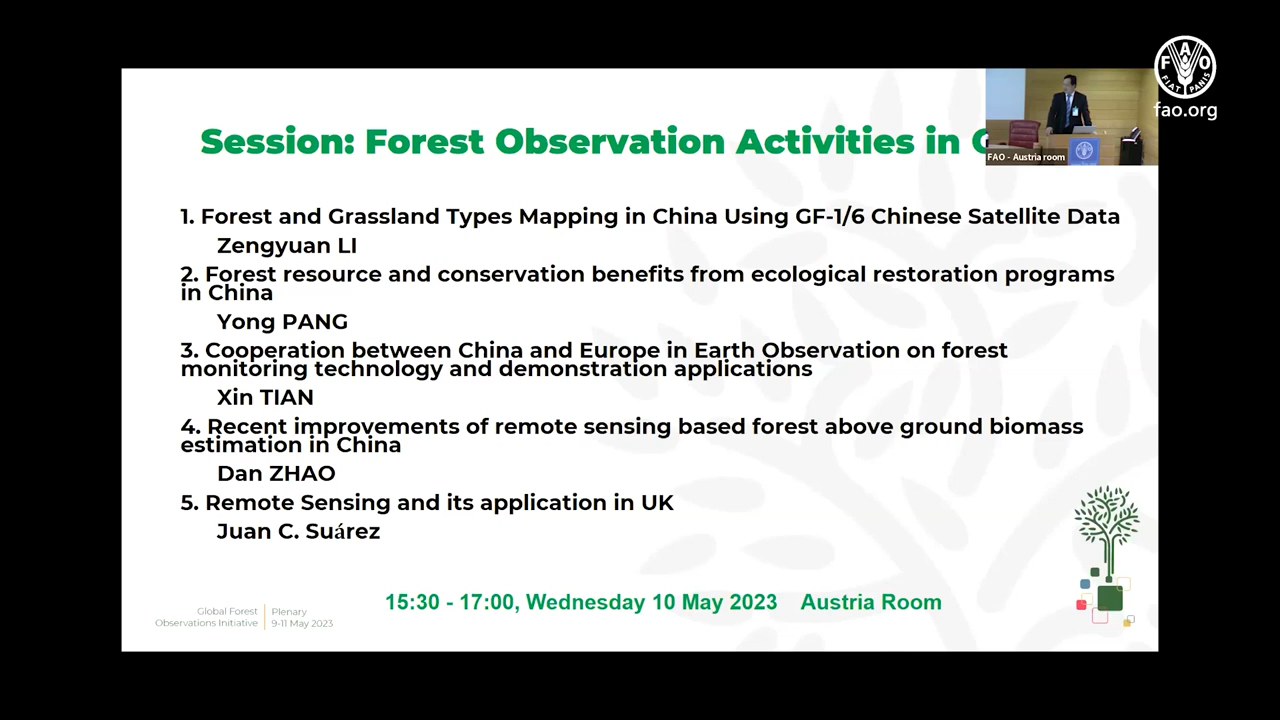 FAO
FIAT PANIS
fao.org
Session: Forest Observation Activities in
FAO - Austria room
1. Forest and Grassland Types Mapping in China Using GF-1/6 Chinese Satellite Data
Zengyuan LI
2. Forest resource and conservation benefits from ecological restoration programs
in China
Yong PANG
3. Cooperation between China and Europe in Earth Observation on forest
monitoring technology and demonstration applications
Xin TIAN
4. Recent improvements of remote sensing based forest above ground biomass
estimation in China
Dan ZHAO
5. Remote Sensing and its application in UK
Juan C. Suárez
15:30 - 17:00, Wednesday 10 May 2023 Austria Room
Global Forest
Observations Initiative
Plenary
9-11 May 2023